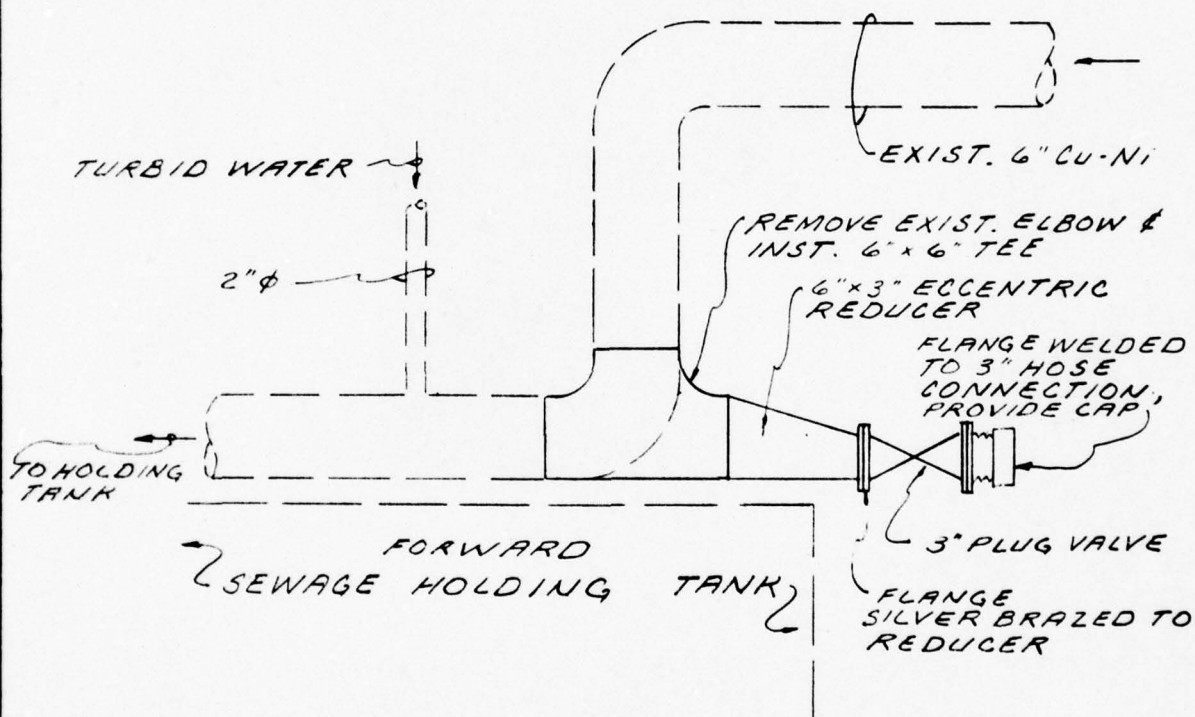 EXIST. 6" Cu-Ni
TURBID WATER
2"φ
REMOVE EXIST. ELBOW &
INST. 6" x 6" TEE
6" x 3" ECCENTRIC
REDUCER
FLANGE WELDED
TO 3" HOSE
CONNECTION,
PROVIDE CAP
TO HOLDING
TANK
3" PLUG VALVE
FORWARD
SEWAGE HOLDING TANK
FLANGE
SILVER BRAZED TO
REDUCER